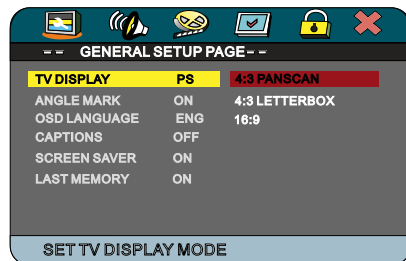 -- GENERAL SETUP PAGE--
TV DISPLAY PS 4:3 PANSCAN
ANGLE MARK ON 4:3 LETTERBOX
OSD LANGUAGE ENG 16:9
CAPTIONS OFF
SCREEN SAVER ON
LAST MEMORY ON
SET TV DISPLAY MODE